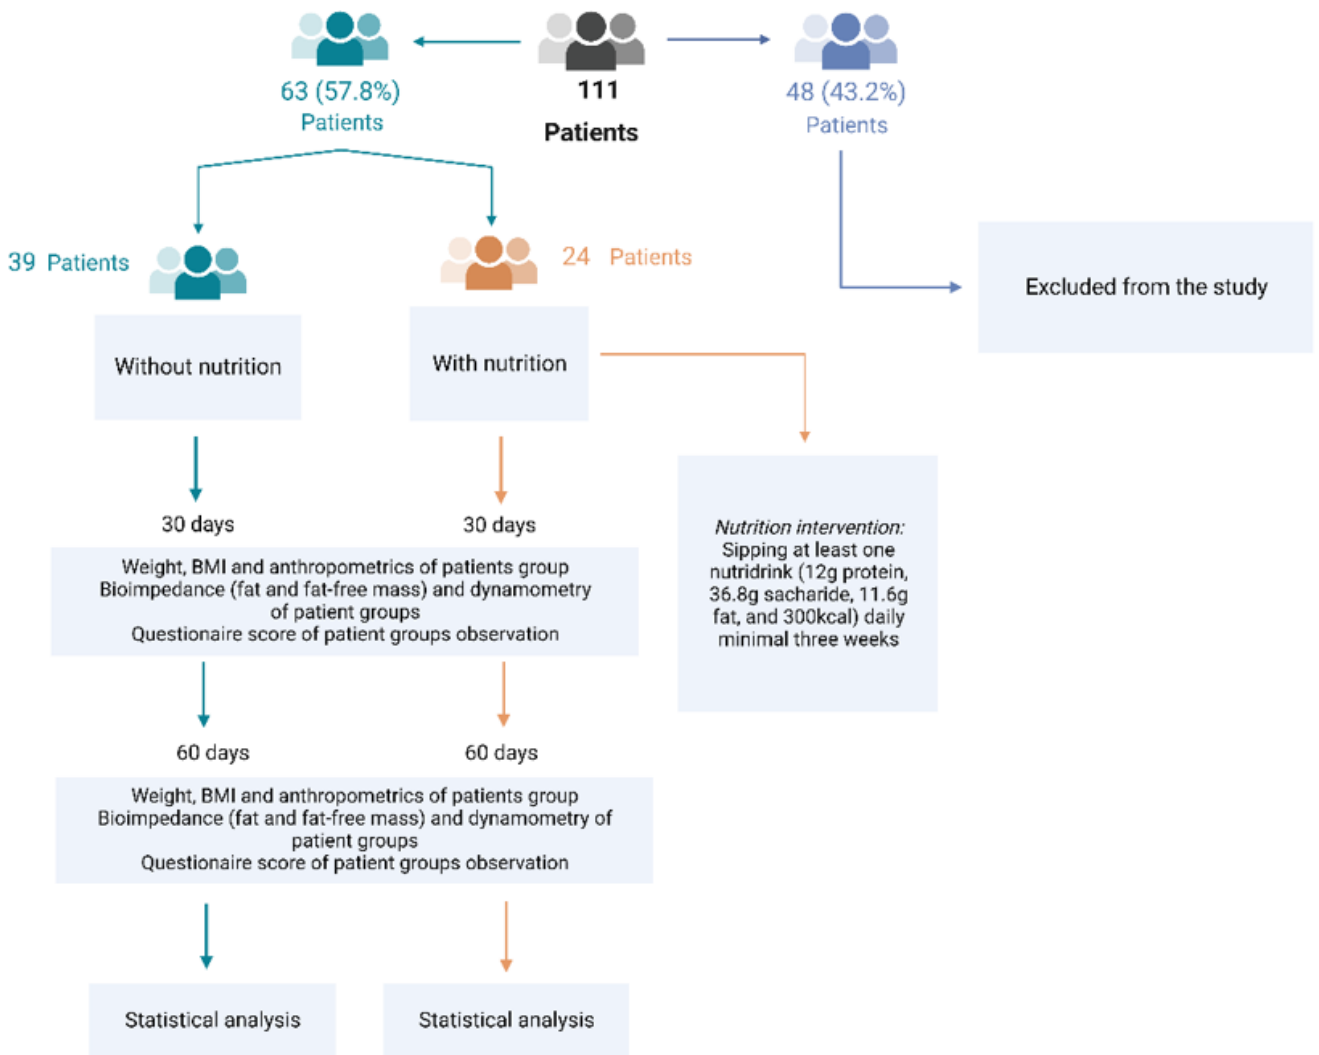 63 (57.8%)
Patients
111
Patients
48 (43.2%)
Patients
39 Patients
24 Patients
Excluded from the study
Without nutrition
With nutrition
30 days
30 days
Weight, BMI and anthropometrics of patients group
Bioimpedance (fat and fat-free mass) and dynamometry
of patient groups
Questionaire score of patient groups observation
Nutrition intervention:
Sipping at least one
nutridrink (12g protein,
36.8g sacharide, 11.6g
fat, and 300kcal) daily
minimal three weeks
60 days
60 days
Weight, BMI and anthropometrics of patients group
Bioimpedance (fat and fat-free mass) and dynamometry of
patient groups
Questionaire score of patient groups observation
Statistical analysis
Statistical analysis